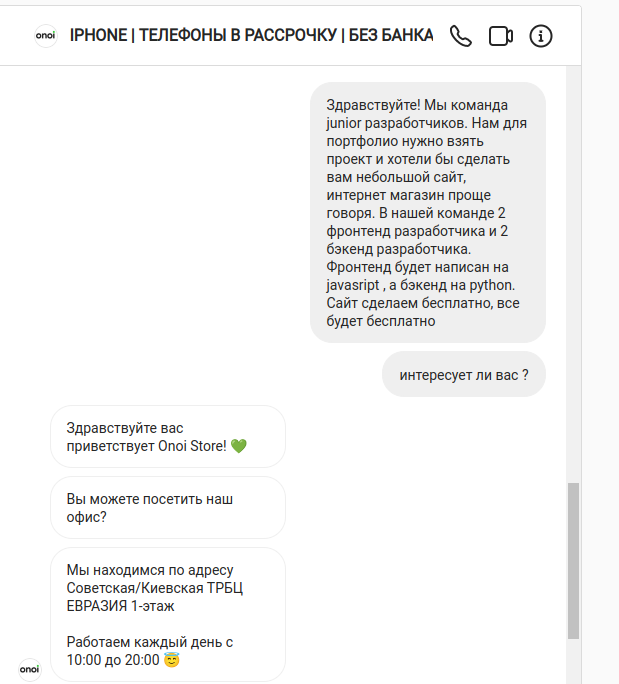 onoi IPHONE | ТЕЛЕФОНЫ В РАССРОЧКУ | БЕЗ БАНКА
Здравствуйте! Мы команда
junior разработчиков. Нам для
портфолио нужно взять
проект и хотели бы сделать
вам небольшой сайт,
интернет магазин проще
говоря. В нашей команде 2
фронтенд разработчика и 2
бэкенд разработчика.
Фронтенд будет написан на
javasript , а бэкенд на python.
Сайт сделаем бесплатно, все
будет бесплатно
интересует ли вас ?
Здравствуйте вас
приветствует Onoi Store! 💚
Вы можете посетить наш
офис?
Мы находимся по адресу
Советская/Киевская ТРБЦ
ЕВРАЗИЯ 1-этаж
Работаем каждый день с
10:00 до 20:00 😇
onoi